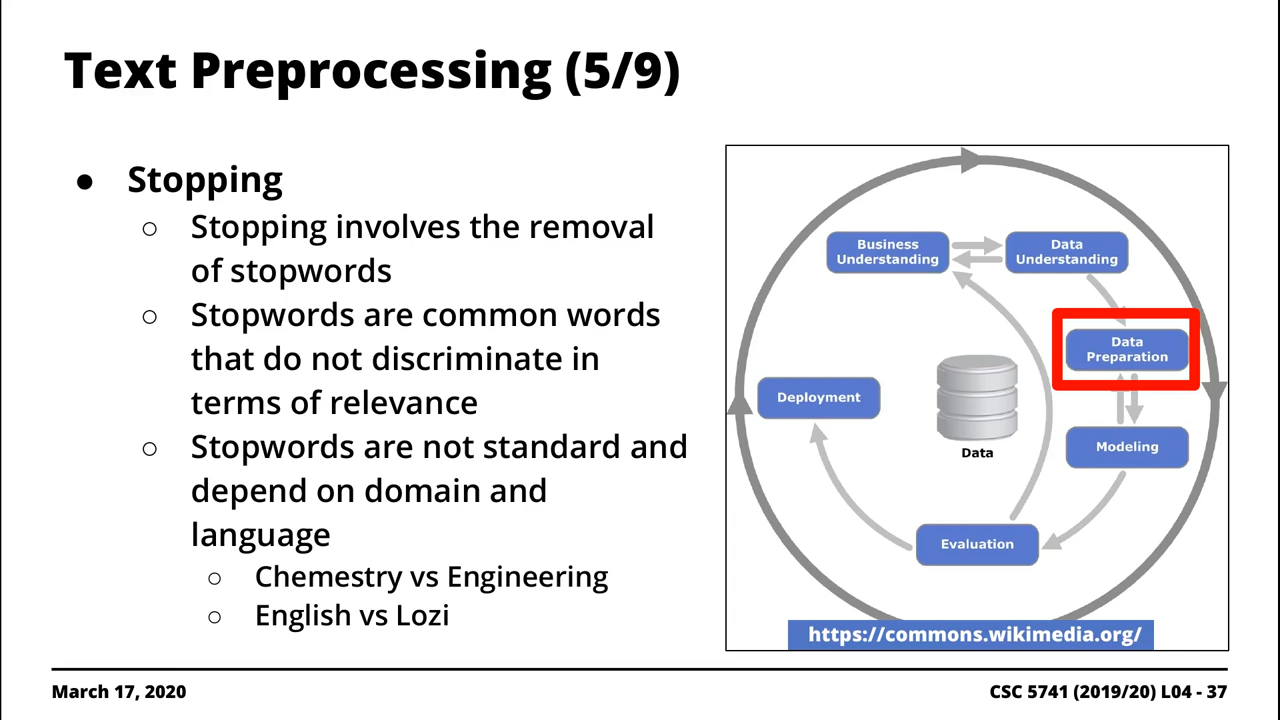 Text Preprocessing (5/9)
● Stopping
○ Stopping involves the removal
of stopwords
○ Stopwords are common words
that do not discriminate in
terms of relevance
○ Stopwords are not standard and
depend on domain and
language
○ Chemestry vs Engineering
○ English vs Lozi
Business
Understanding
Data
Understanding
Data
Preparation
Deployment
Data
Modeling
Evaluation
https://commons.wikimedia.org/
March 17, 2020
CSC 5741 (2019/20) L04 - 37